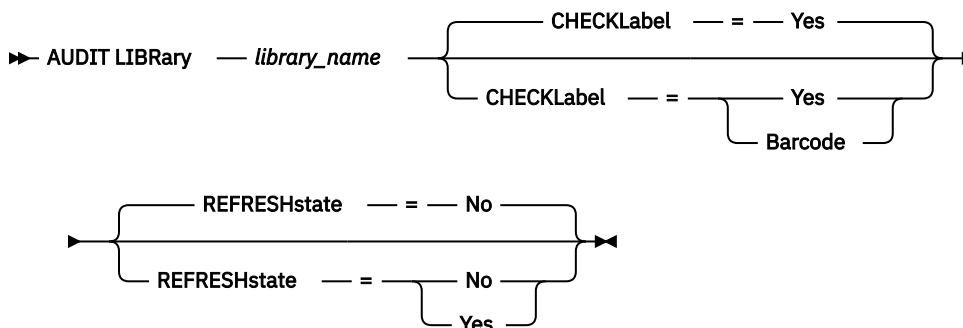 CHECKLabel = Yes
AUDIT LIBRary library_name
CHECKLabel = Yes
Barcode
REFRESHstate = No
REFRESHstate = No
Yes